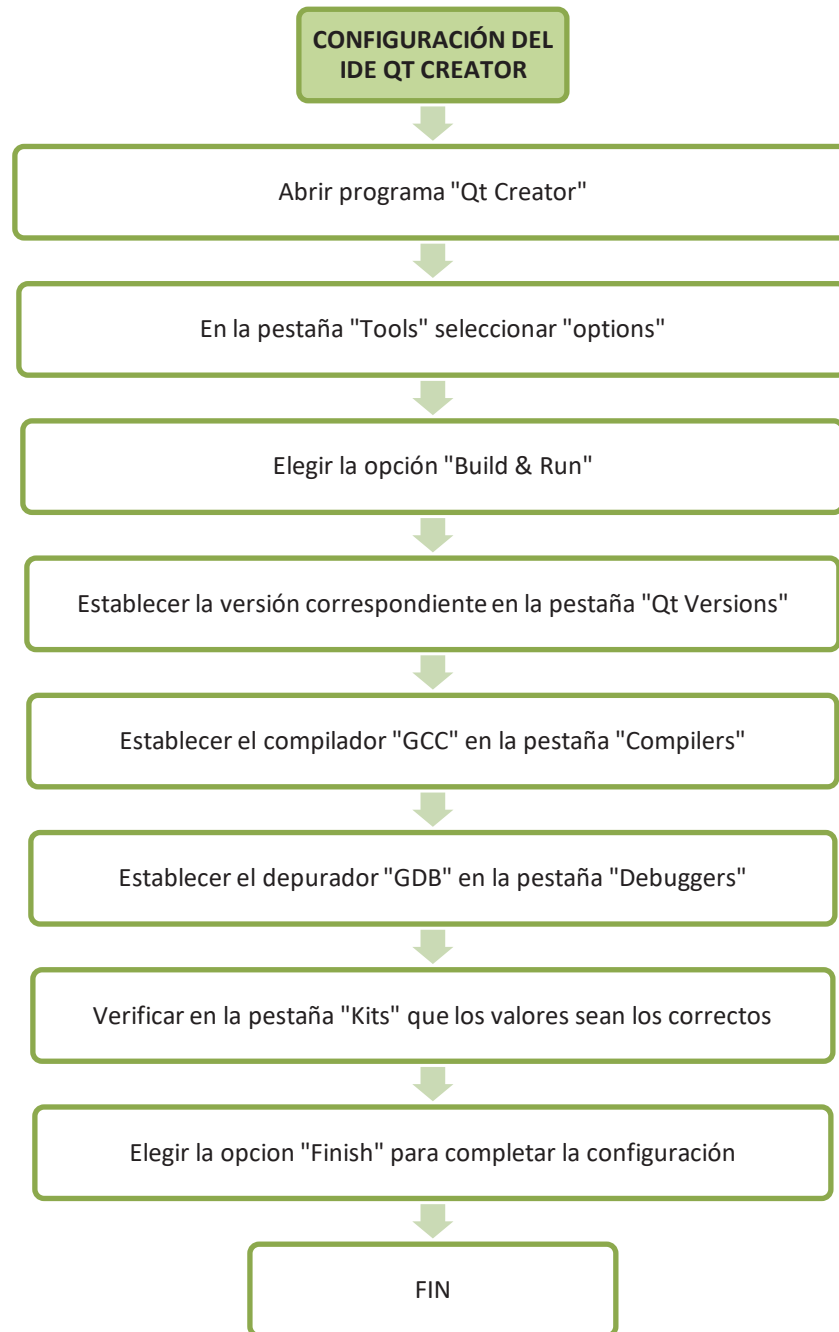 CONFIGURACIÓN DEL
IDE QT CREATOR
Abrir programa "Qt Creator"
En la pestaña "Tools" seleccionar "options"
Elegir la opción "Build & Run"
Establecer la versión correspondiente en la pestaña "Qt Versions"
Establecer el compilador "GCC" en la pestaña "Compilers"
Establecer el depurador "GDB" en la pestaña "Debuggers"
Verificar en la pestaña "Kits" que los valores sean los correctos
Elegir la opcion "Finish" para completar la configuración
FIN